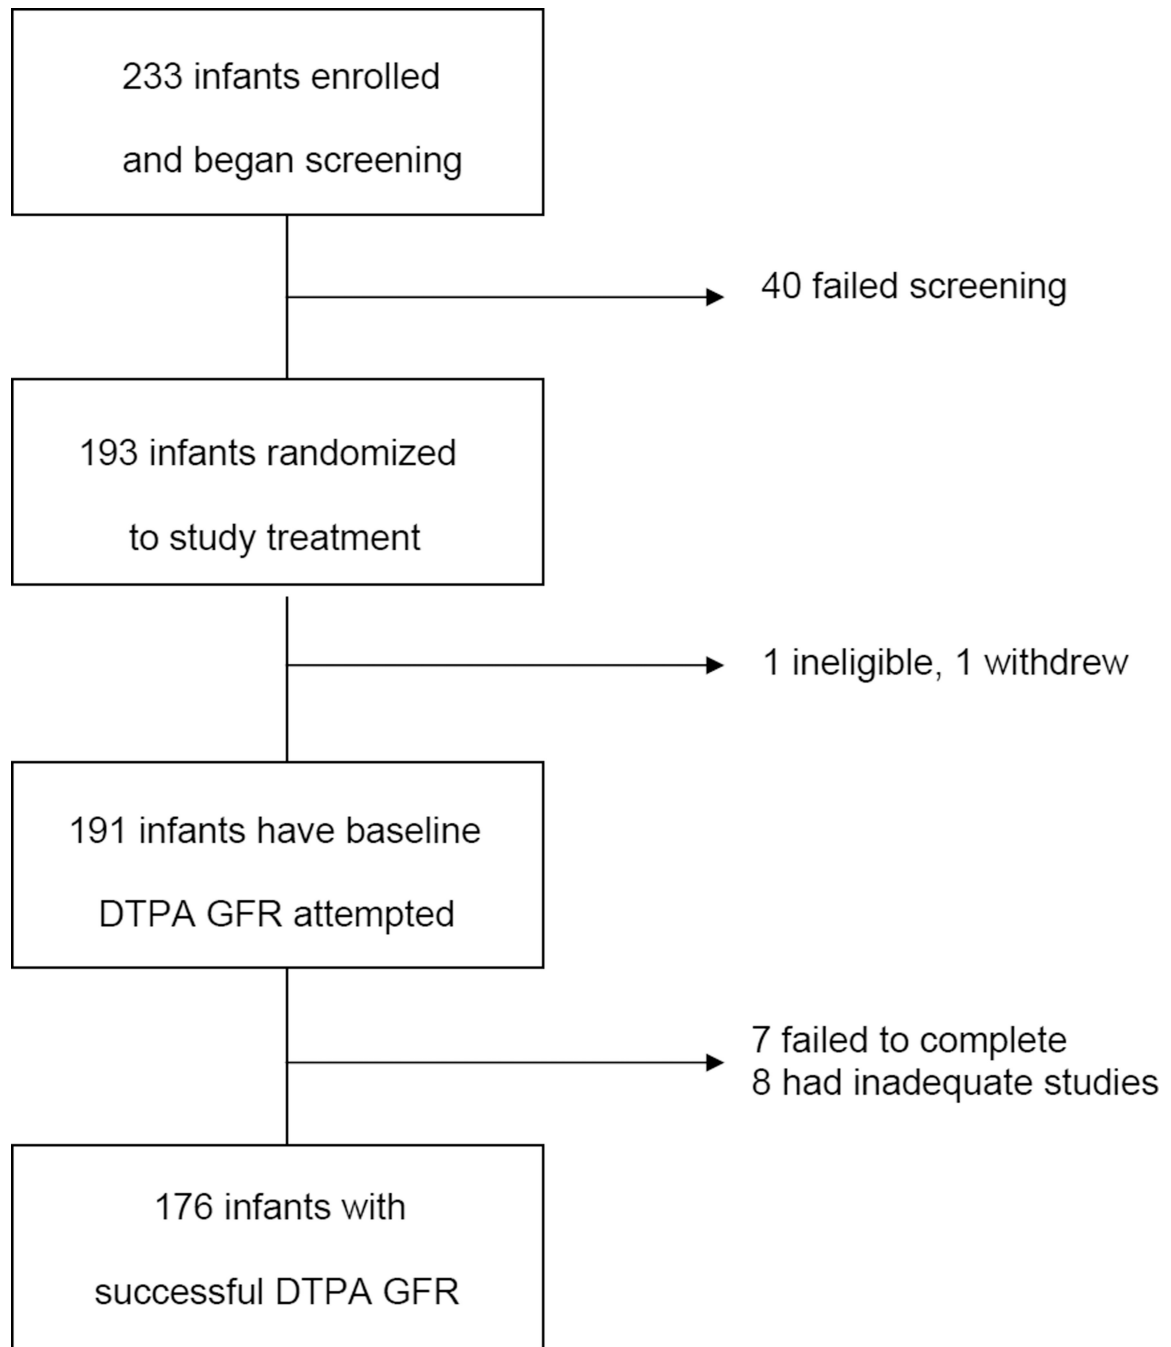 233 infants enrolled
and began screening
40 failed screening
193 infants randomized
to study treatment
1 ineligible, 1 withdrew
191 infants have baseline
DTPA GFR attempted
7 failed to complete
8 had inadequate studies
176 infants with
successful DTPA GFR